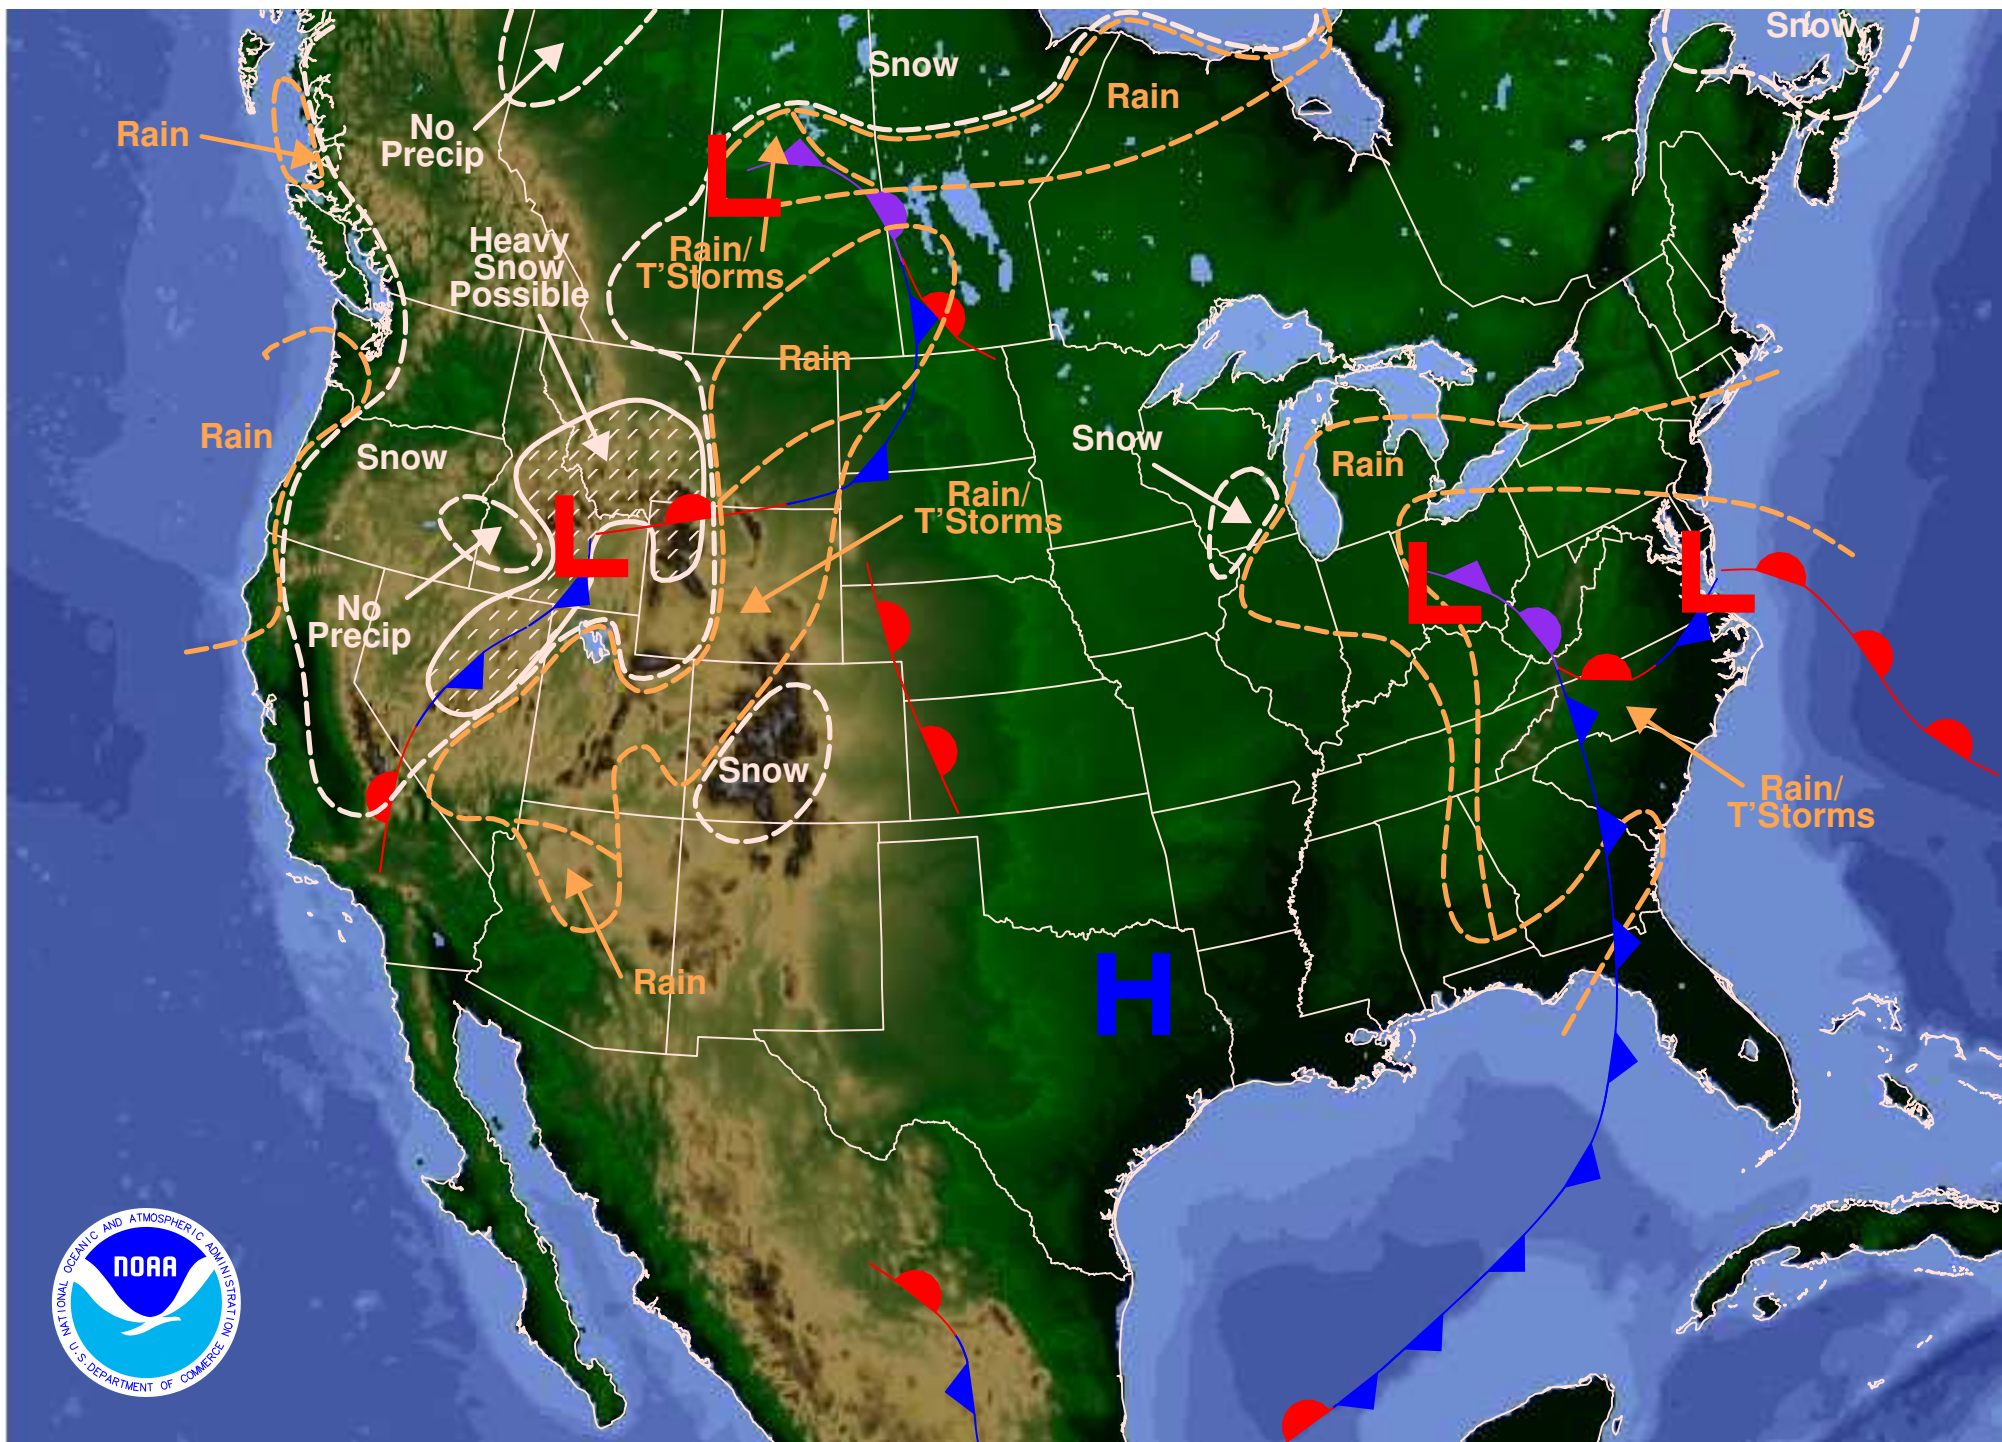 Snow
Snow
Rain
Rain
No
Precip
Heavy
Snow
Possible
Rain/
T'Storms
Rain
Rain
Snow
Snow
Rain
Rain/
T'Storms
No
Precip
Snow
Rain/
T'Storms
Rain
L
L
L
L
H
NATIONAL OCEANIC AND ATMOSPHERIC ADMINISTRATION
NOAA
U.S. DEPARTMENT OF COMMERCE